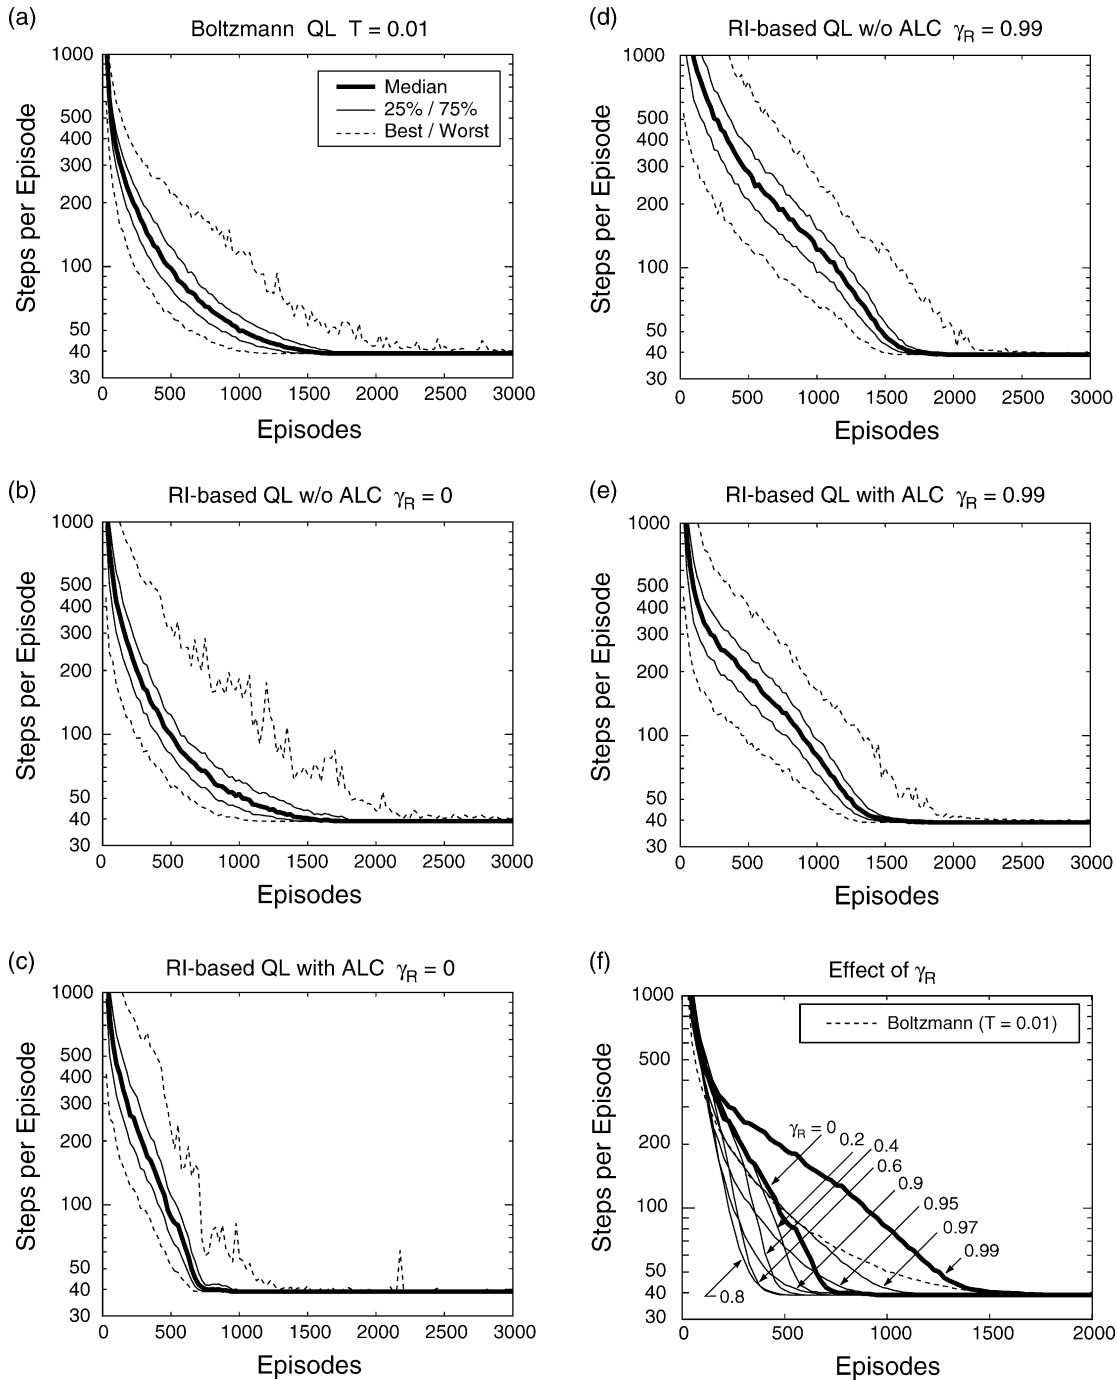 (a)
Boltzmann QL T = 0.01
1000
500
400
300
200
100
50
40
30
0 500 1000 1500 2000 2500 3000
Steps per Episode
Episodes
Median
25% / 75%
Best / Worst
(b)
RI-based QL w/o ALC γR = 0
1000
500
400
300
200
100
50
40
30
0 500 1000 1500 2000 2500 3000
Steps per Episode
Episodes
(c)
RI-based QL with ALC γR = 0
1000
500
400
300
200
100
50
40
30
0 500 1000 1500 2000 2500 3000
Steps per Episode
Episodes
(d)
RI-based QL w/o ALC γR = 0.99
1000
500
400
300
200
100
50
40
30
0 500 1000 1500 2000 2500 3000
Steps per Episode
Episodes
(e)
RI-based QL with ALC γR = 0.99
1000
500
400
300
200
100
50
40
30
0 500 1000 1500 2000 2500 3000
Steps per Episode
Episodes
(f)
Effect of γR
1000
500
200
100
50
40
30
0 500 1000 1500 2000
Steps per Episode
Episodes
Boltzmann (T = 0.01)
γR = 0
0.2
0.4
0.6
0.9
0.95
0.97
0.99
0.8